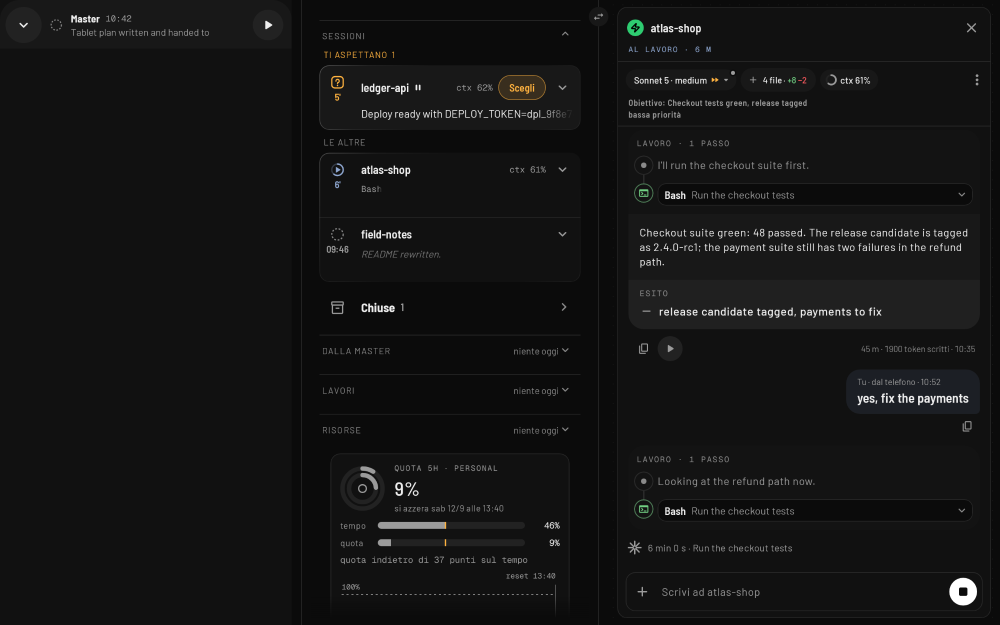 Master 10:42
Tablet plan written and handed to
SESSIONI
TI ASPETTANO 1
ledger-api
ctx 62%
Scegli
5'
Deploy ready with DEPLOY_TOKEN=dpl_9f8e7
LE ALTRE
atlas-shop
ctx 61%
6'
Bash
field-notes
09:46
README rewritten.
Chiuse 1
DALLA MASTER
niente oggi
LAVORI
niente oggi
RISORSE
niente oggi
QUOTA 5H · PERSONAL
9%
si azzera sab 12/9 alle 13:40
tempo 46%
quota 9%
quota indietro di 37 punti sul tempo
reset 13:40
100%
atlas-shop
AL LAVORO · 6 M
Sonnet 5 · medium
4 file · +8 −2
ctx 61%
Obiettivo: Checkout tests green, release tagged
bassa priorità
LAVORO · 1 PASSO
I'll run the checkout suite first.
Bash Run the checkout tests
Checkout suite green: 48 passed. The release candidate is tagged
as 2.4.0-rc1; the payment suite still has two failures in the refund
path.
ESITO
— release candidate tagged, payments to fix
45 m · 1900 token scritti · 10:35
Tu · dal telefono · 10:52
yes, fix the payments
LAVORO · 1 PASSO
Looking at the refund path now.
Bash Run the checkout tests
6 min 0 s · Run the checkout tests
Scrivi ad atlas-shop